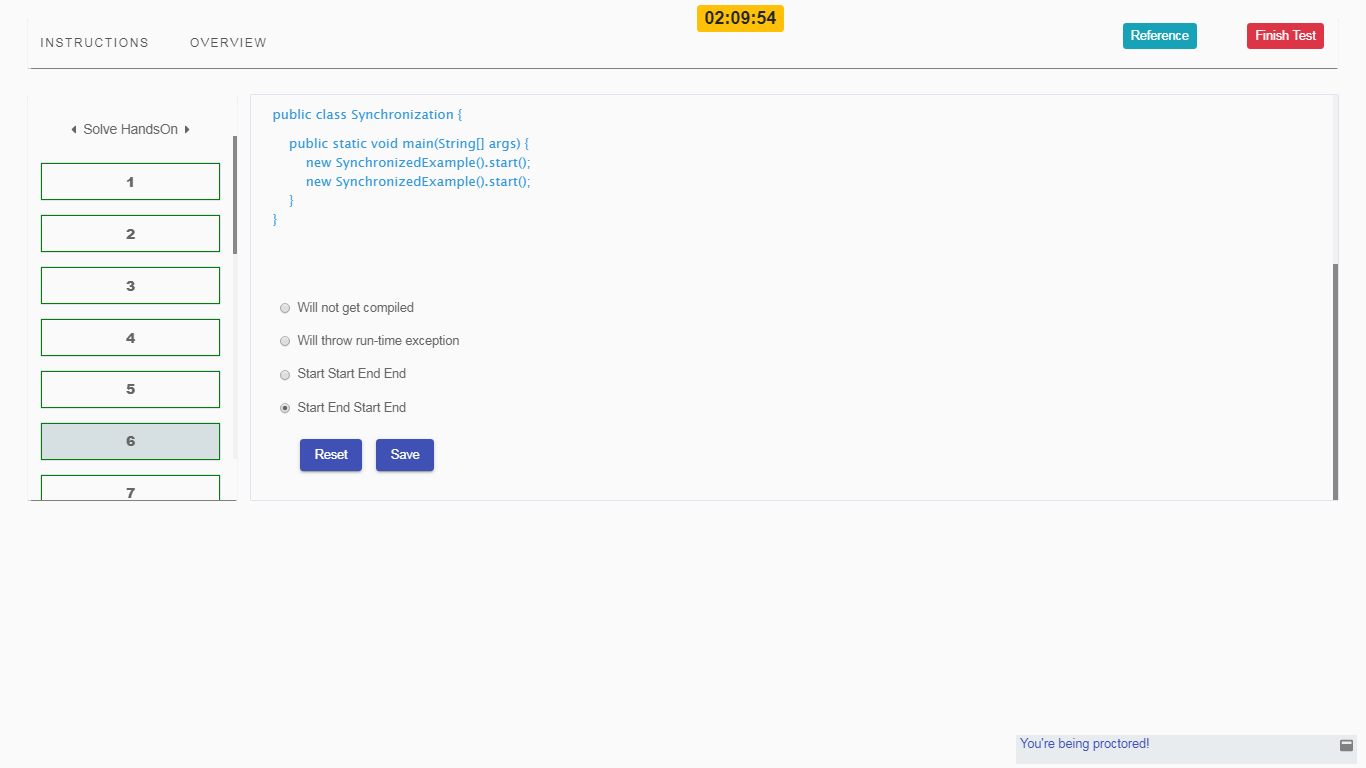 02:09:54
INSTRUCTIONS
OVERVIEW
Reference
Finish Test
Solve HandsOn
1
2
3
4
5
6
7
public class Synchronization {
public static void main(String[] args) {
new SynchronizedExample().start();
new SynchronizedExample().start();
}
}
Will not get compiled
Will throw run-time exception
Start Start End End
Start End Start End
Reset
Save
You're being proctored!